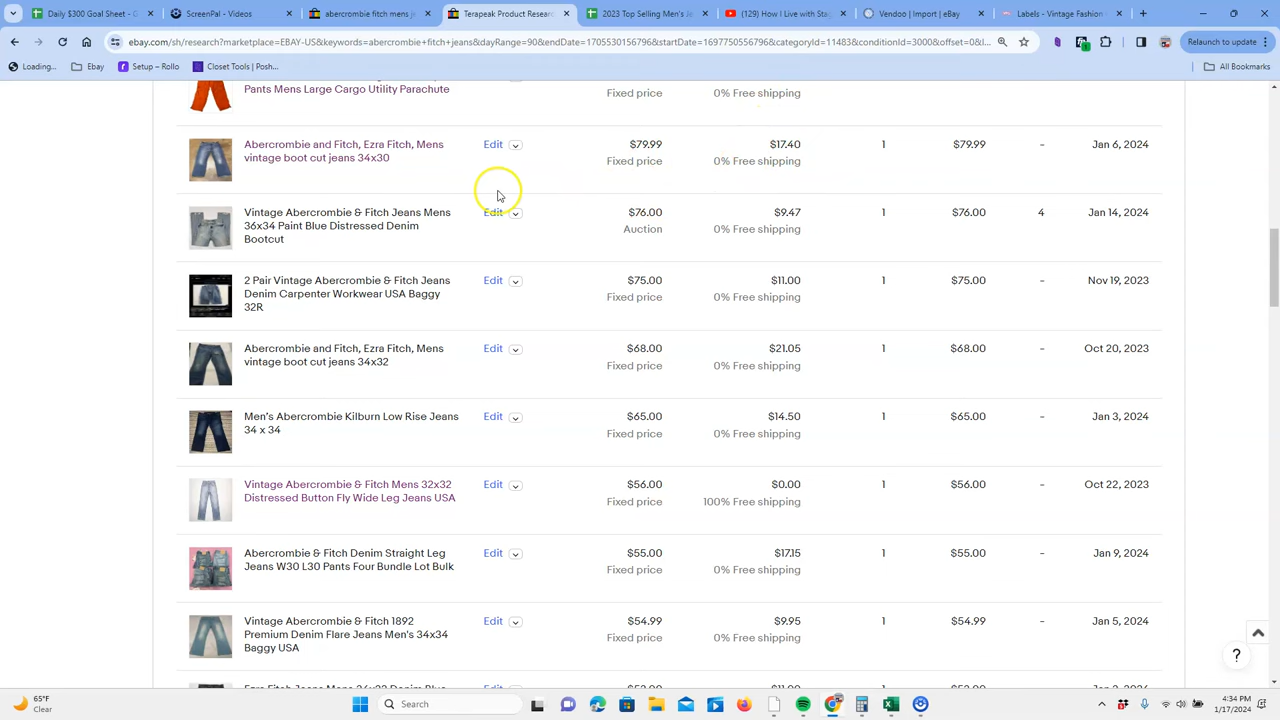 Daily $300 Goal Sheet - G
abercrombie men's jeans
Terapeak Product Resear
2023 Top Selling Men's Je
(129) How I Live with Sta
Vendoo | Import | eBay
Labels - Vintage Fashion
ebay.com/sh/research?marketplace=EBAY-US&keywords=abercrombie+fitch+jeans&dayRange=90&endDate=1705530156796&startDate=1697750556796&categoryId=11483&conditionId=3000&offset=0&l...
Relaunch to update
Loading...
Ebay
Setup – Rollo
Closet Tools | Posh...
All Bookmarks
Pants Mens Large Cargo Utility Parachute
Fixed price
0% Free shipping
Abercrombie and Fitch, Ezra Fitch, Mens
vintage boot cut jeans 34x30
Edit
$79.99
Fixed price
$17.40
0% Free shipping
1
$79.99
-
Jan 6, 2024
Vintage Abercrombie & Fitch Jeans Mens
36x34 Paint Blue Distressed Denim
Bootcut
Edit
$76.00
Auction
$9.47
0% Free shipping
1
$76.00
4
Jan 14, 2024
2 Pair Vintage Abercrombie & Fitch Jeans
Denim Carpenter Workwear USA Baggy
32R
Edit
$75.00
Fixed price
$11.00
0% Free shipping
1
$75.00
-
Nov 19, 2023
Abercrombie and Fitch, Ezra Fitch, Mens
vintage boot cut jeans 34x32
Edit
$68.00
Fixed price
$21.05
0% Free shipping
1
$68.00
-
Oct 20, 2023
Men's Abercrombie Kilburn Low Rise Jeans
34 x 34
Edit
$65.00
Fixed price
$14.50
0% Free shipping
1
$65.00
-
Jan 3, 2024
Vintage Abercrombie & Fitch Mens 32x32
Distressed Button Fly Wide Leg Jeans USA
Edit
$56.00
Fixed price
$0.00
100% Free shipping
1
$56.00
-
Oct 22, 2023
Abercrombie & Fitch Denim Straight Leg
Jeans W30 L30 Pants Four Bundle Lot Bulk
Edit
$55.00
Fixed price
$17.15
0% Free shipping
1
$55.00
-
Jan 9, 2024
Vintage Abercrombie & Fitch 1892
Premium Denim Flare Jeans Men's 34x34
Baggy USA
Edit
$54.99
Fixed price
$9.95
0% Free shipping
1
$54.99
-
Jan 5, 2024
?
65°F
Clear
Search
4:34 PM
1/17/2024